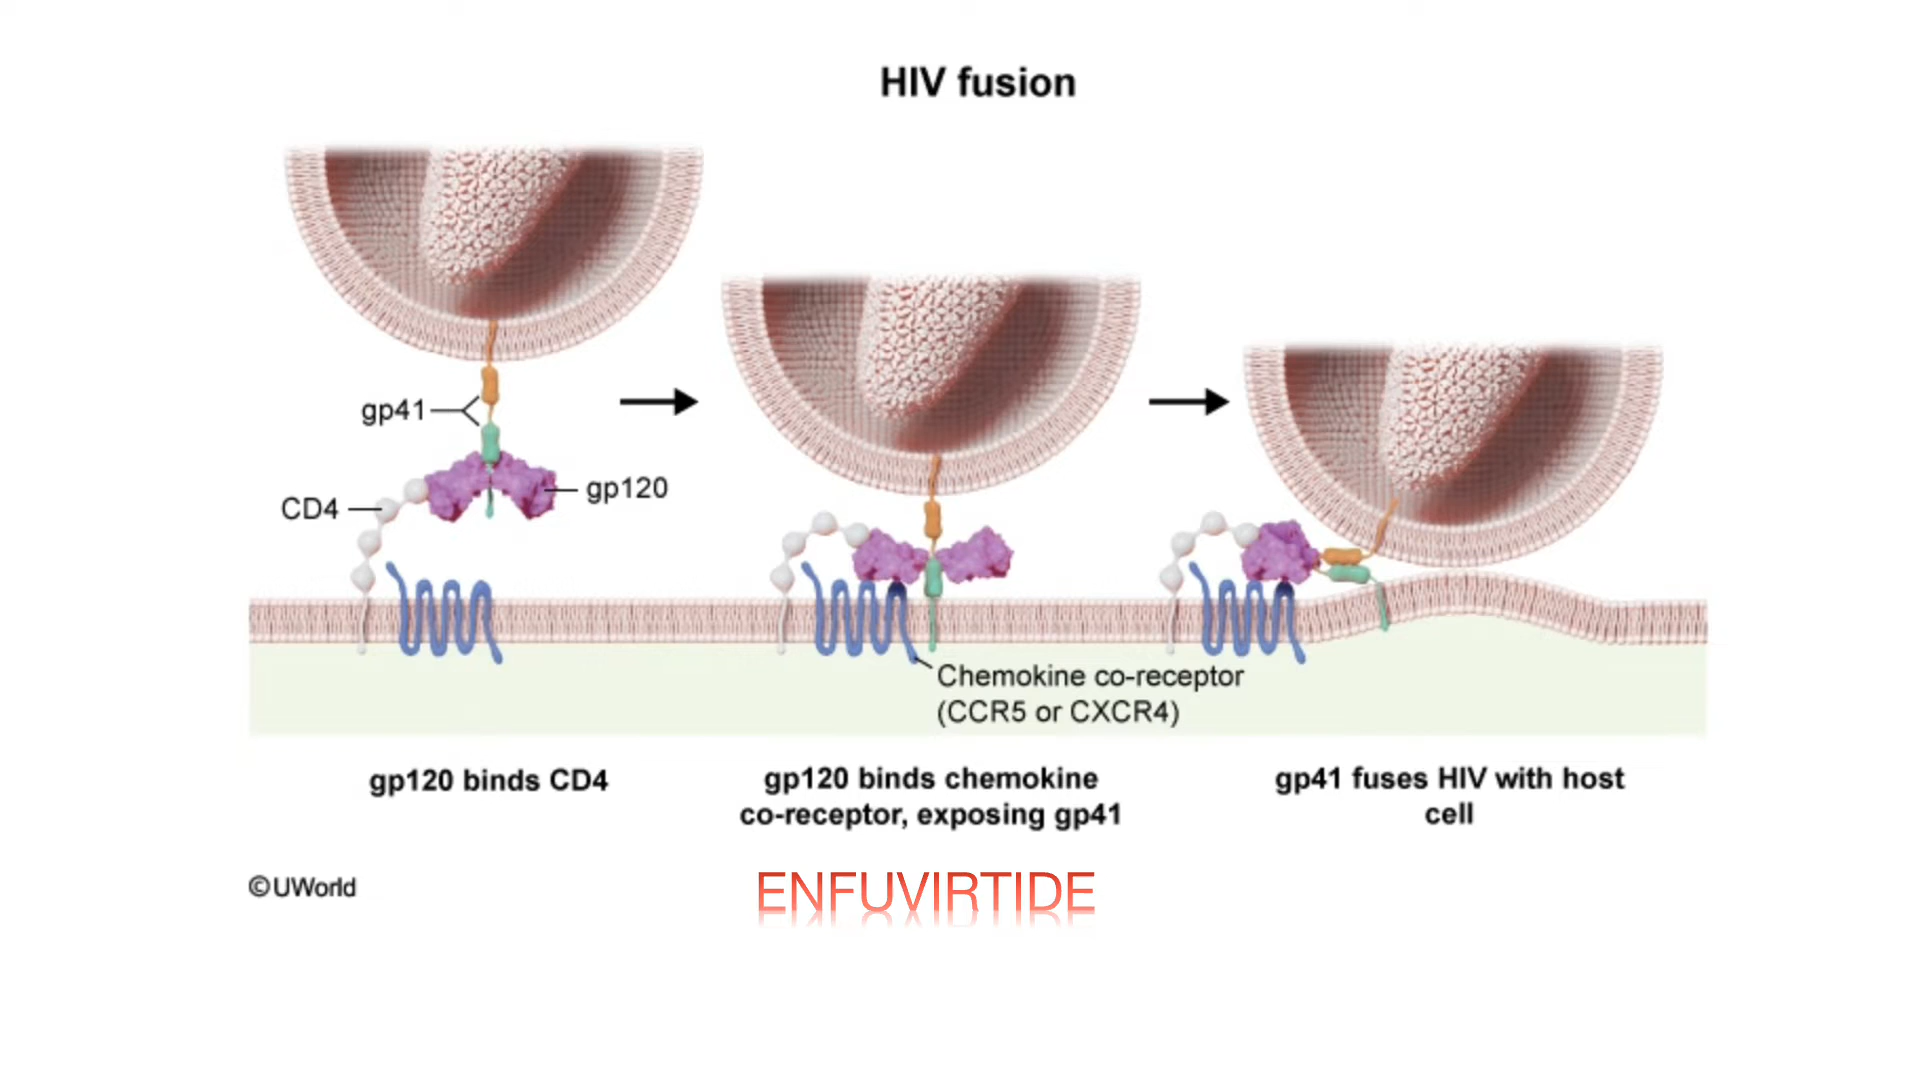 HIV fusion
gp41
gp120
CD4
Chemokine co-receptor
(CCR5 or CXCR4)
gp120 binds CD4
gp120 binds chemokine
co-receptor, exposing gp41
gp41 fuses HIV with host
cell
©UWorld
ENFUVIRTIDE